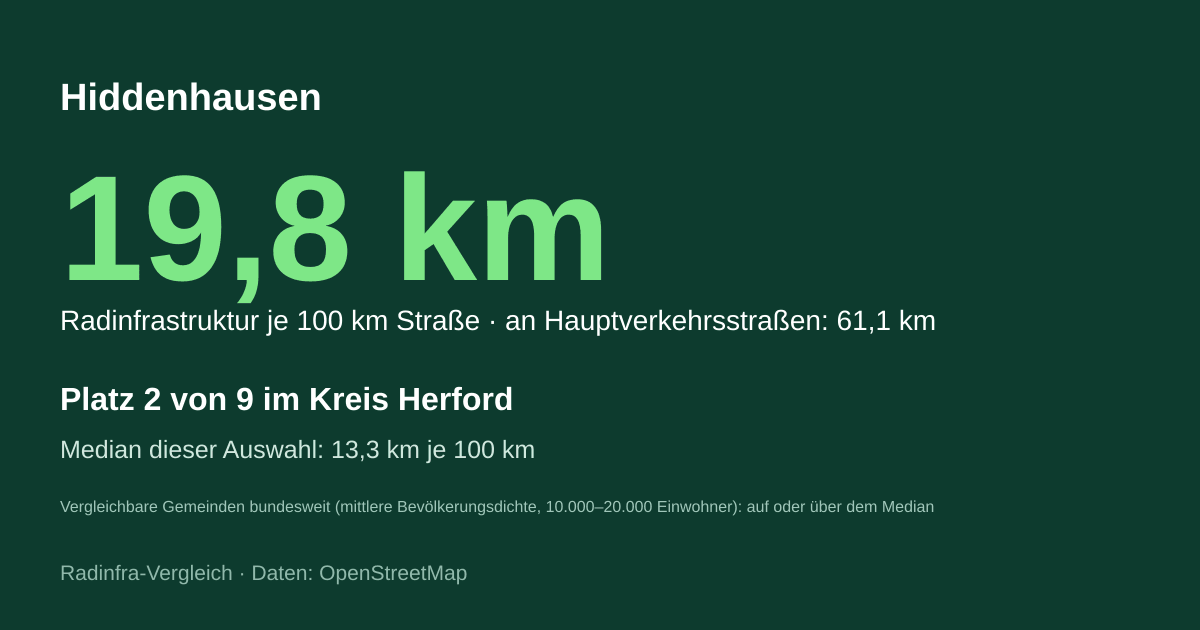 Hiddenhausen
19,8 km
Radinfrastruktur je 100 km Straße · an Hauptverkehrsstraßen: 61,1 km
Platz 2 von 9 im Kreis Herford
Median dieser Auswahl: 13,3 km je 100 km
Vergleichbare Gemeinden bundesweit (mittlere Bevölkerungsdichte, 10.000–20.000 Einwohner): auf oder über dem Median
Radinfra-Vergleich · Daten: OpenStreetMap